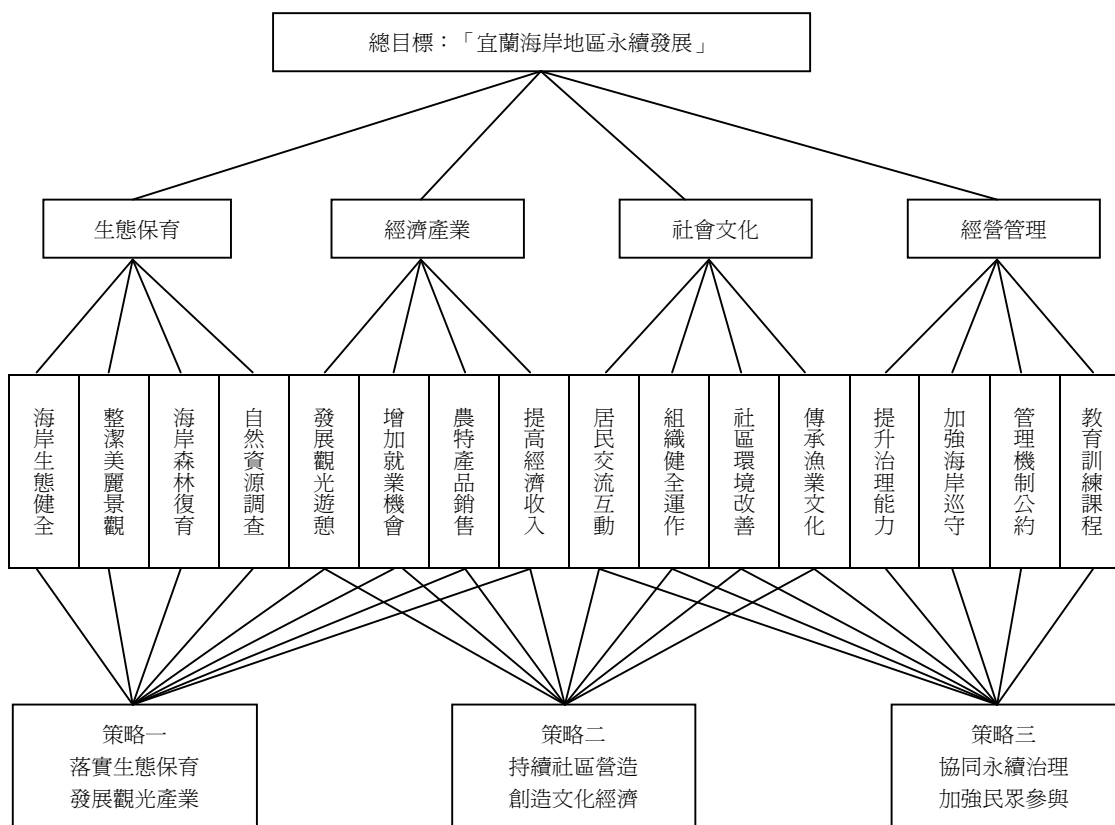 總目標：「宜蘭海岸地區永續發展」
生態保育
經濟產業
社會文化
經營管理
海岸生態健全
整潔美麗景觀
海岸森林復育
自然資源調查
發展觀光遊憩
增加就業機會
農特產品銷售
提高經濟收入
居民交流互動
組織健全運作
社區環境改善
傳承漁業文化
提升治理能力
加強海岸巡守
管理機制公約
教育訓練課程
策略一
落實生態保育
發展觀光產業
策略二
持續社區營造
創造文化經濟
策略三
協同永續治理
加強民眾參與